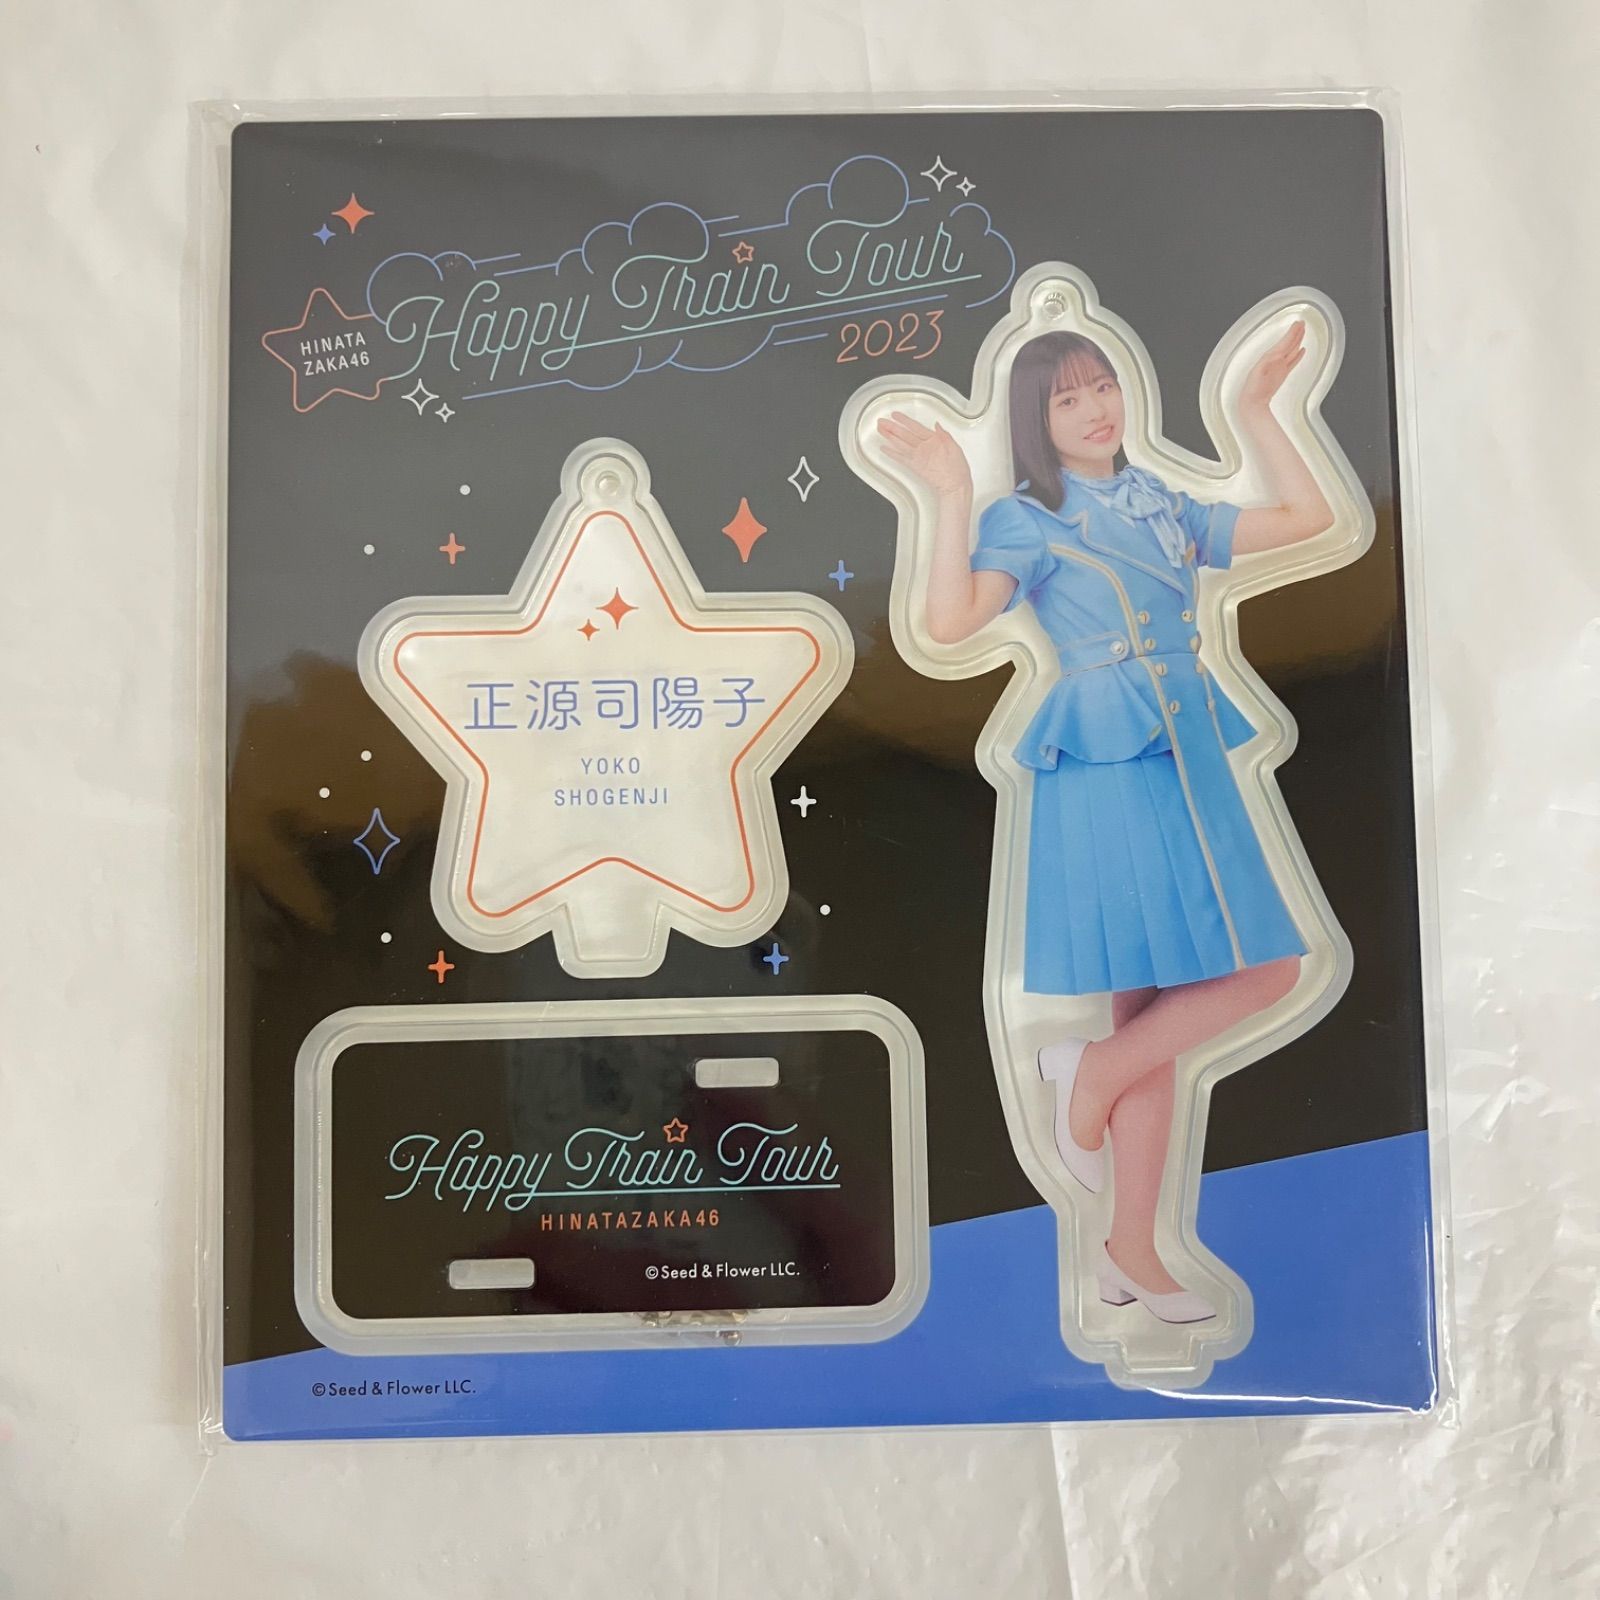 HINATA
ZAKA46
Happy Train Tour
2023
正源司陽子
YOKO
SHOGENJI
Happy Train Tour
HINATAZAKA46
©Seed & Flower LLC.
©Seed & Flower LLC.